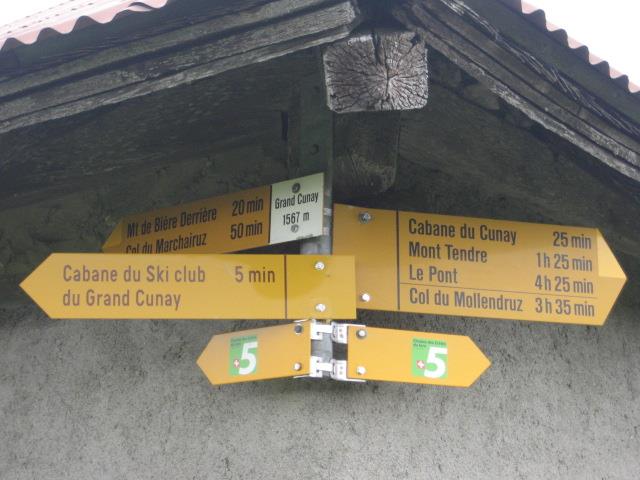 Mt de Bière Derrière 20 min
Col du Marchairuz 50 min
Grand Cunay
1567 m
Cabane du Ski club 5 min
du Grand Cunay
Cabane du Cunay 25 min
Mont Tendre 1h 25 min
Le Pont 4h 25 min
Col du Mollendruz 3h 35 min
5
5